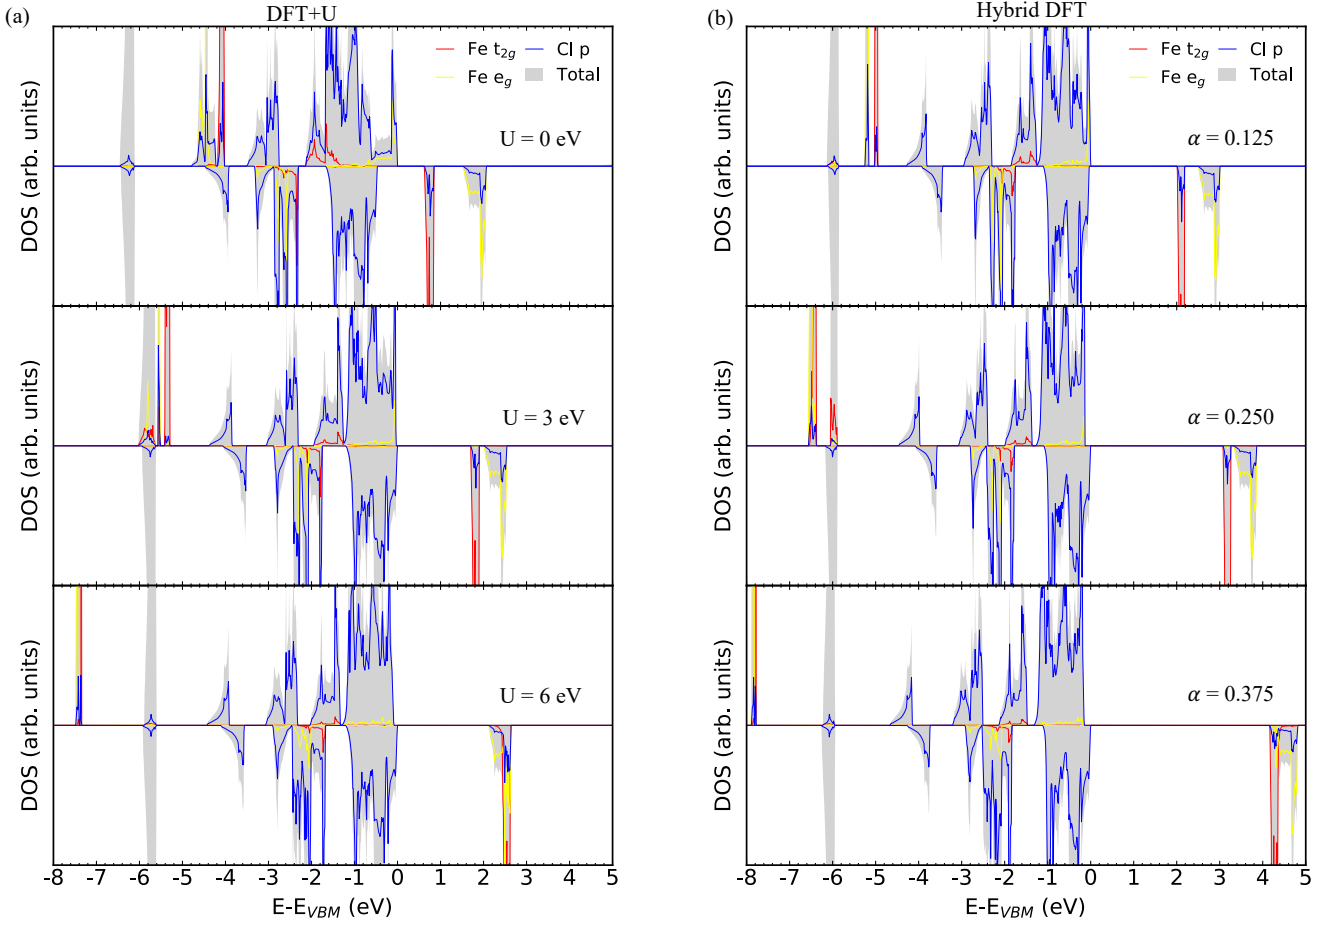 (a)
DFT+U
DOS (arb. units)
Fe t2g
Cl p
Fe eg
Total
U = 0 eV
DOS (arb. units)
U = 3 eV
DOS (arb. units)
U = 6 eV
-8 -7 -6 -5 -4 -3 -2 -1 0 1 2 3 4 5
E-EVBM (eV)
(b)
Hybrid DFT
DOS (arb. units)
Fe t2g
Cl p
Fe eg
Total
α = 0.125
DOS (arb. units)
α = 0.250
DOS (arb. units)
α = 0.375
-8 -7 -6 -5 -4 -3 -2 -1 0 1 2 3 4 5
E-EVBM (eV)